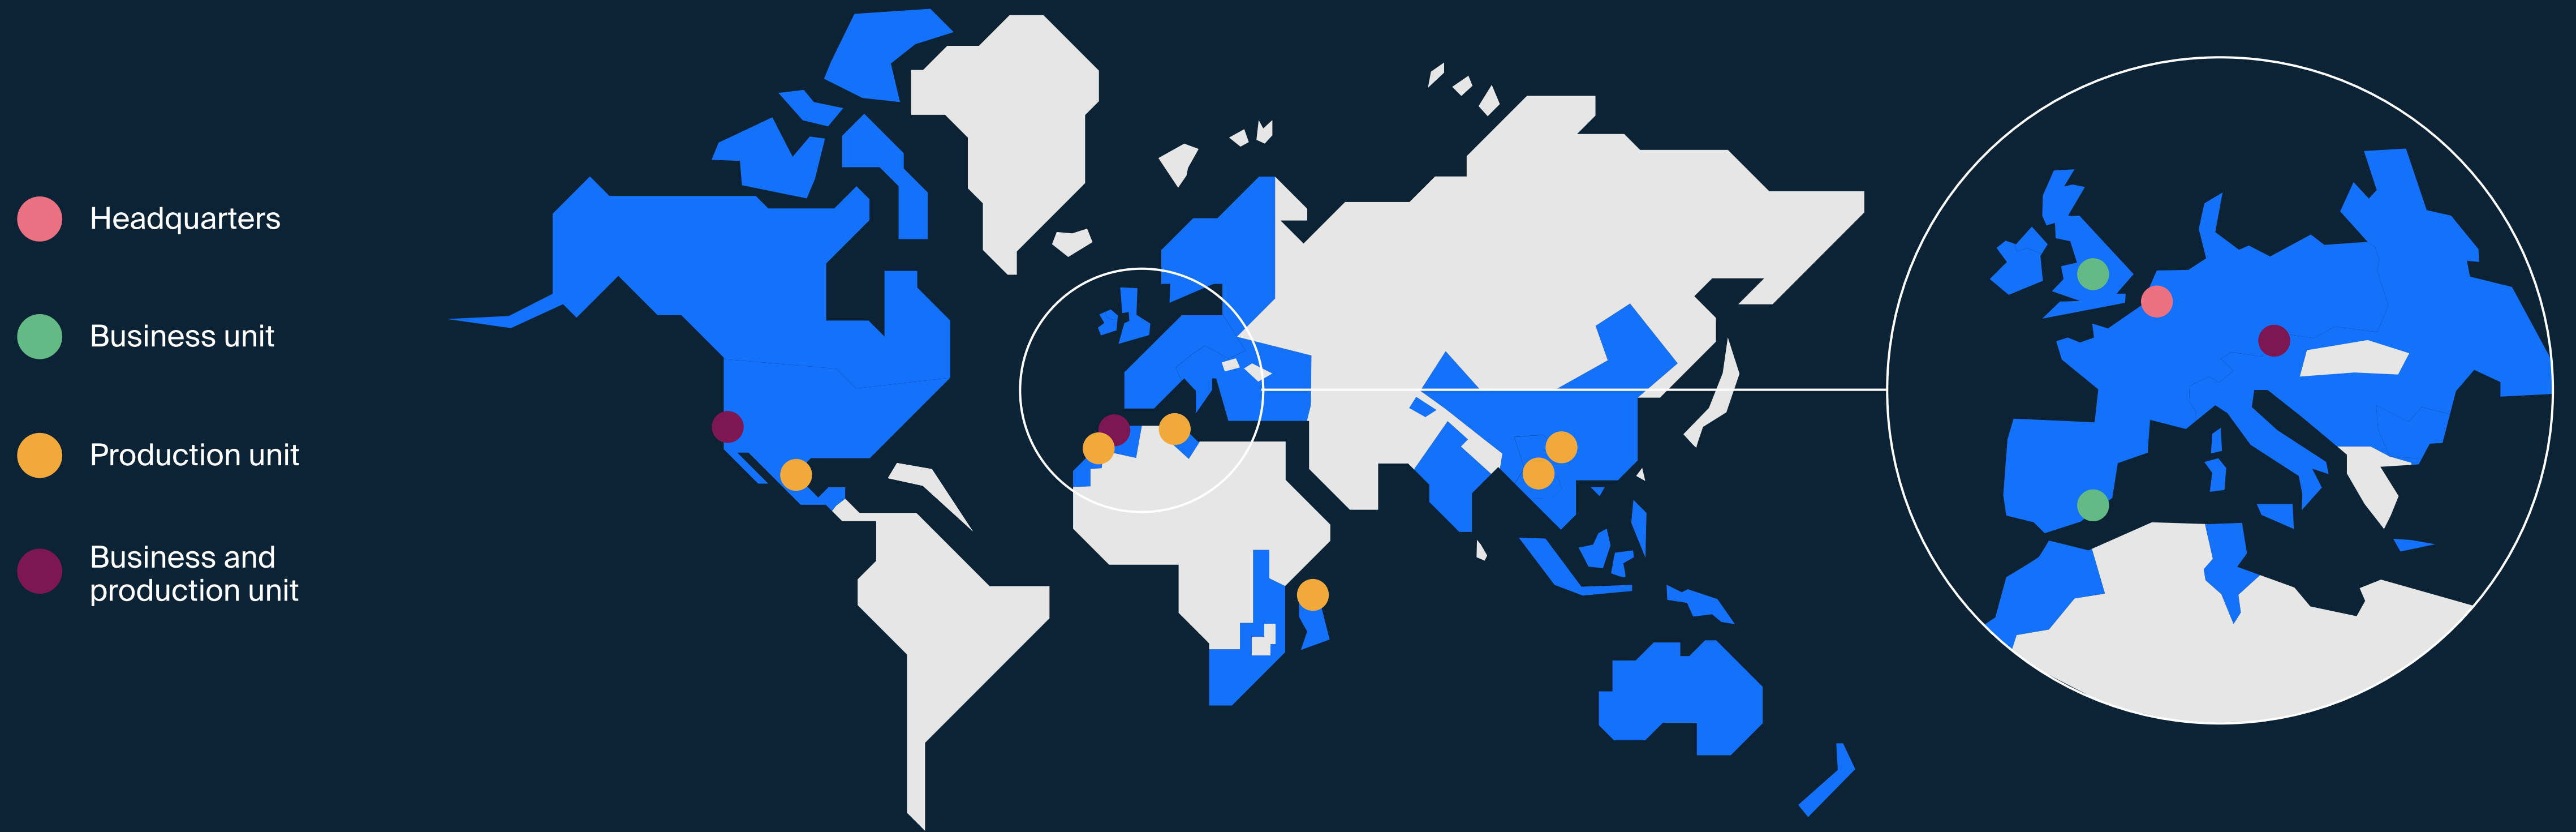 Headquarters
Business unit
Production unit
Business and
production unit